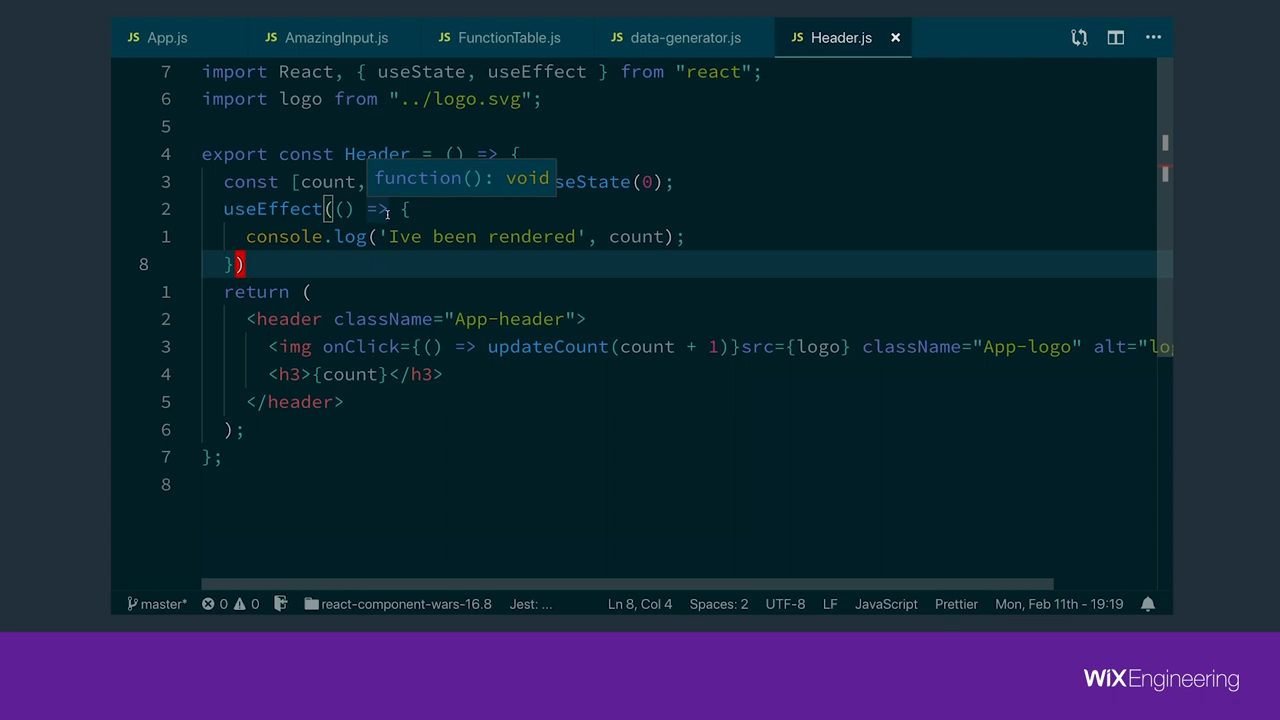 JS App.js JS AmazingInput.js JS FunctionTable.js JS data-generator.js JS Header.js ×
7 import React, { useState, useEffect } from "react";
6 import logo from "../logo.svg";
5
4 export const Header = () => {
function(): void
3 const [count, seState(0);
2 useEffect(() => {
1 console.log('Ive been rendered', count);
8 })
1 return (
2 <header className="App-header">
3 <img onClick={() => updateCount(count + 1)}src={logo} className="App-logo" alt="lo
4 <h3>{count}</h3>
5 </header>
6 );
7 };
8
master* 0 0 react-component-wars-16.8 Jest: ... Ln 8, Col 4 Spaces: 2 UTF-8 LF JavaScript Prettier Mon, Feb 11th - 19:19
WiXEngineering